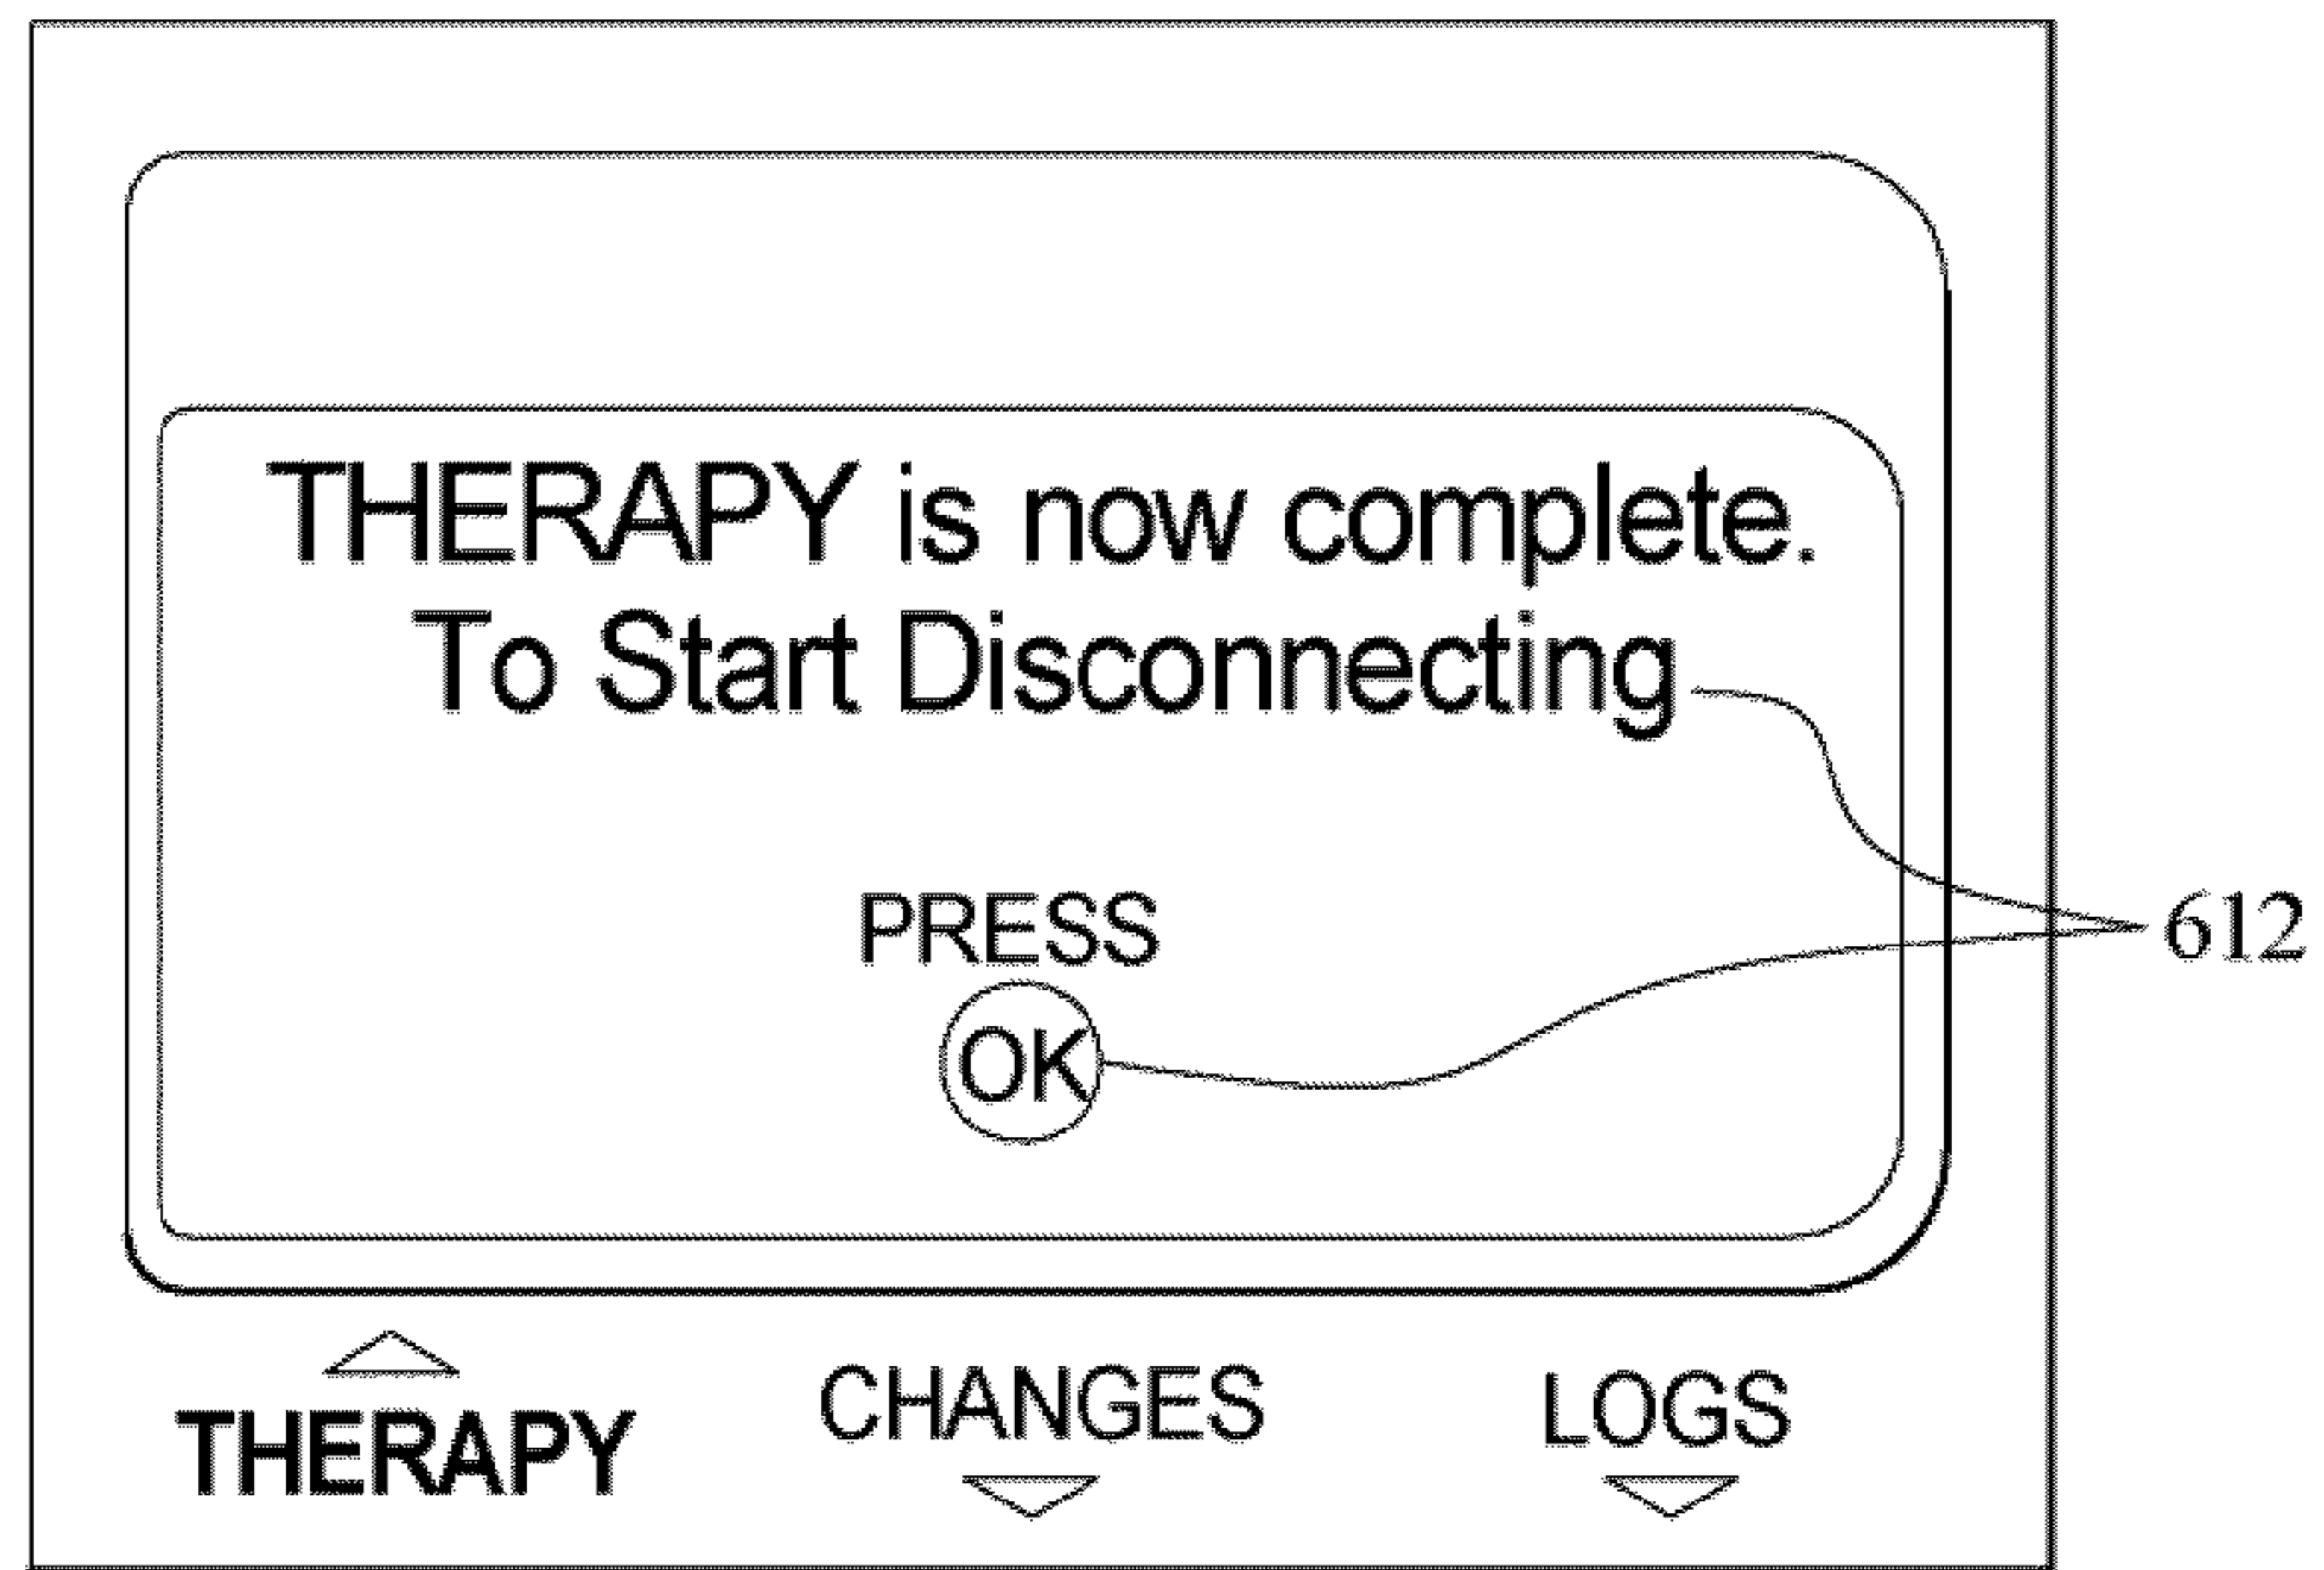 THERAPY is now complete.
To Start Disconnecting
PRESS
OK
612
THERAPY
CHANGES
LOGS